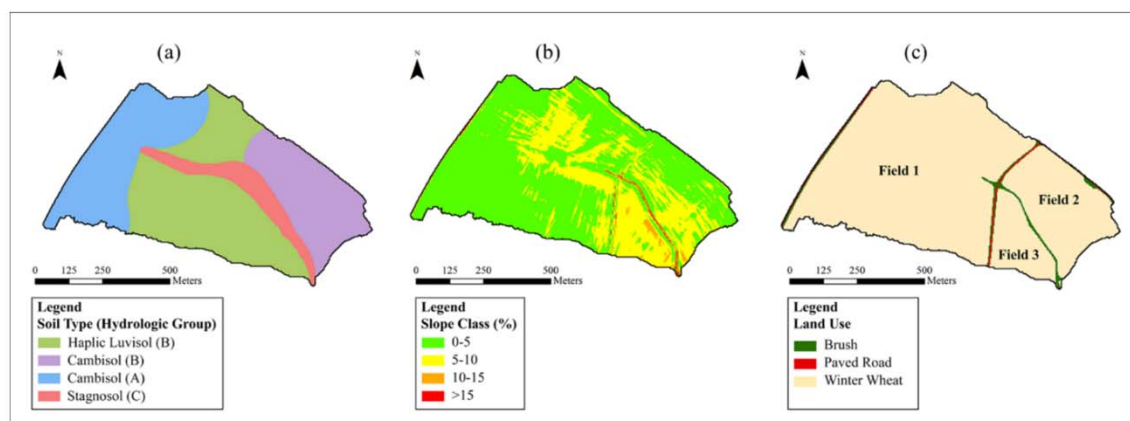 (a)
N
0 125 250 500
Meters
Legend
Soil Type (Hydrologic Group)
Haplic Luvisol (B)
Cambisol (B)
Cambisol (A)
Stagnosol (C)
(b)
N
0 125 250 500
Meters
Legend
Slope Class (%)
0-5
5-10
10-15
>15
(c)
N
Field 1
Field 2
Field 3
0 125 250 500
Meters
Legend
Land Use
Brush
Paved Road
Winter Wheat